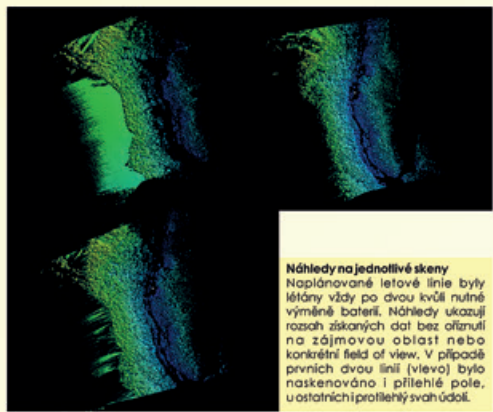 Náhledy na jednotlivé skeny
Naplánované letové linie byly
létány vždy po dvou kvůli nutné
výměně baterií. Náhledy ukazují
rozsah získaných dat bez oříznutí
na zájmovou oblast nebo
konkrétní field of view. V případě
prvních dvou linií (vlevo) bylo
naskenováno i přilehlé pole,
u ostatních i protilehlý svah údolí.